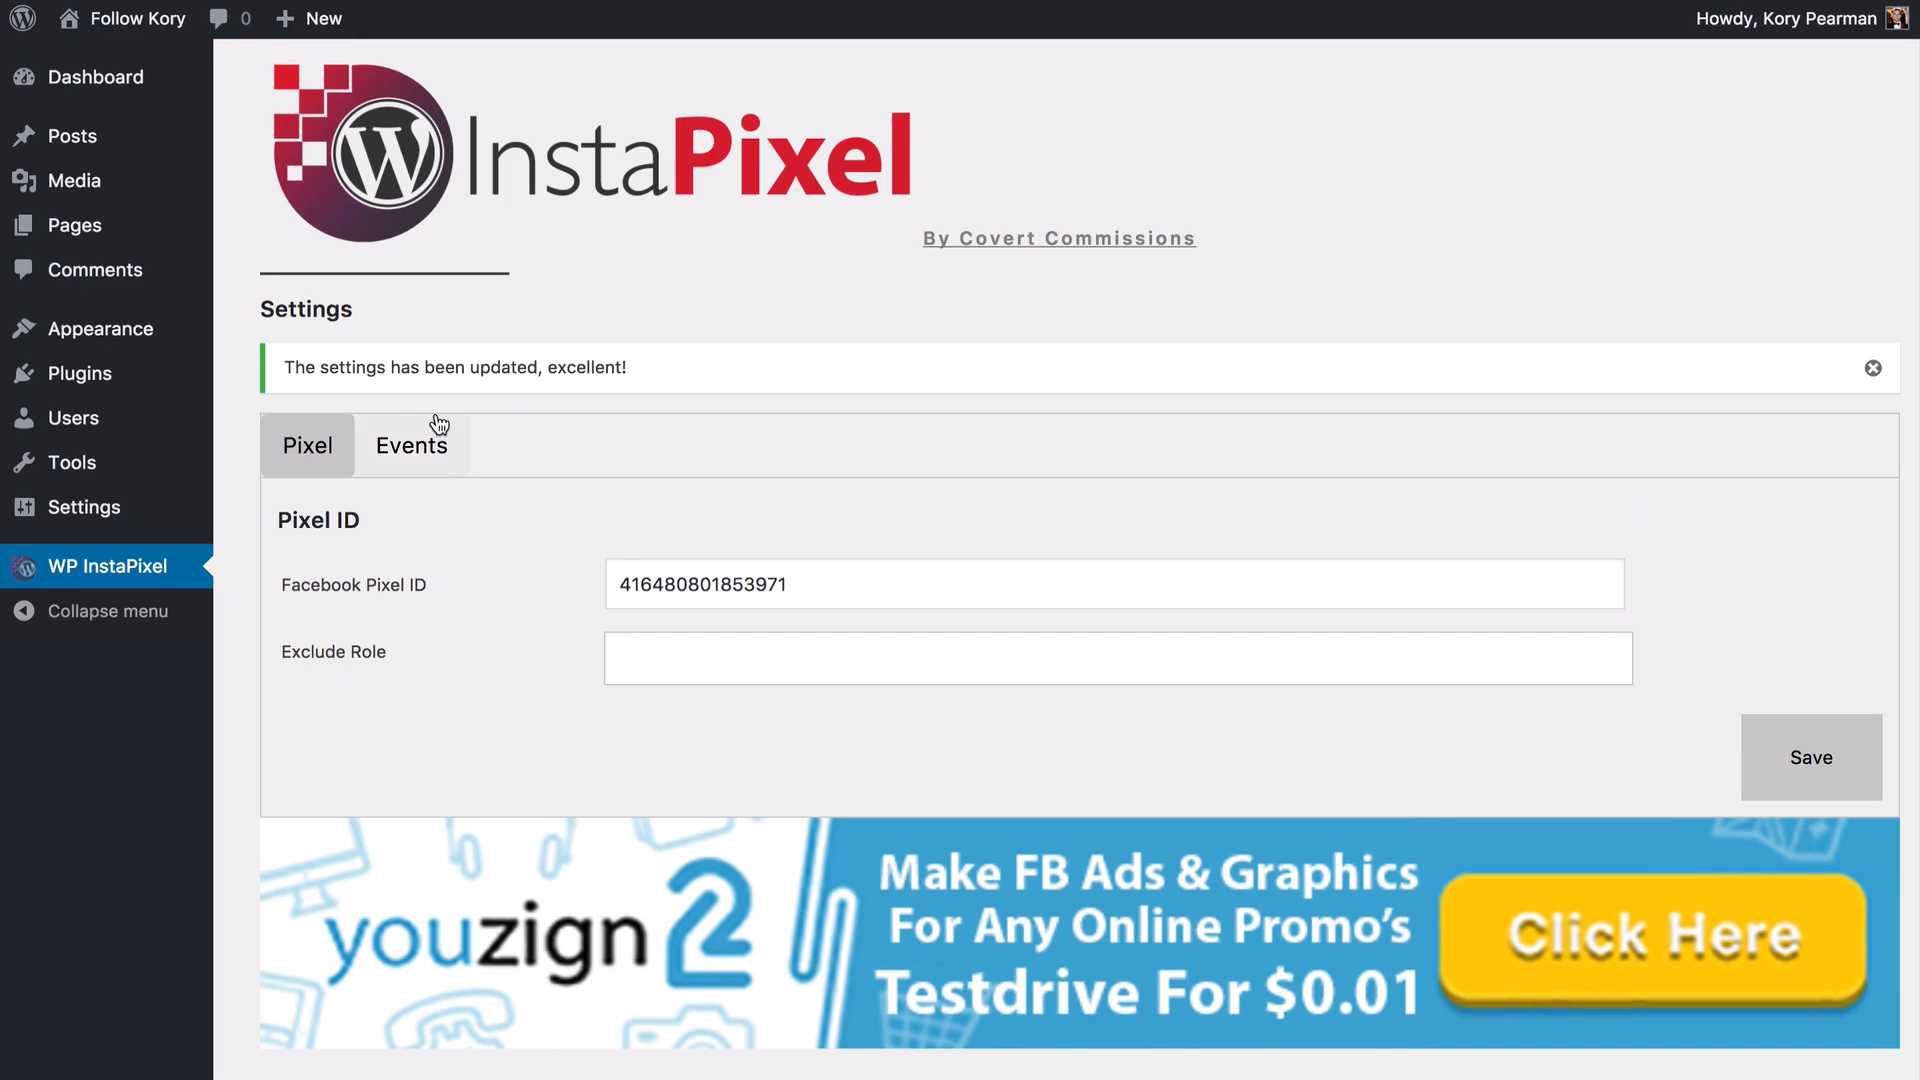 Follow Kory
0
New
Howdy, Kory Pearman
Dashboard
Posts
Media
Pages
Comments
Appearance
Plugins
Users
Tools
Settings
WP InstaPixel
Collapse menu
InstaPixel
By Covert Commissions
Settings
The settings has been updated, excellent!
Pixel
Events
Pixel ID
Facebook Pixel ID
416480801853971
Exclude Role
Save
youzign 2
Make FB Ads & Graphics
For Any Online Promo's
Testdrive For $0.01
Click Here